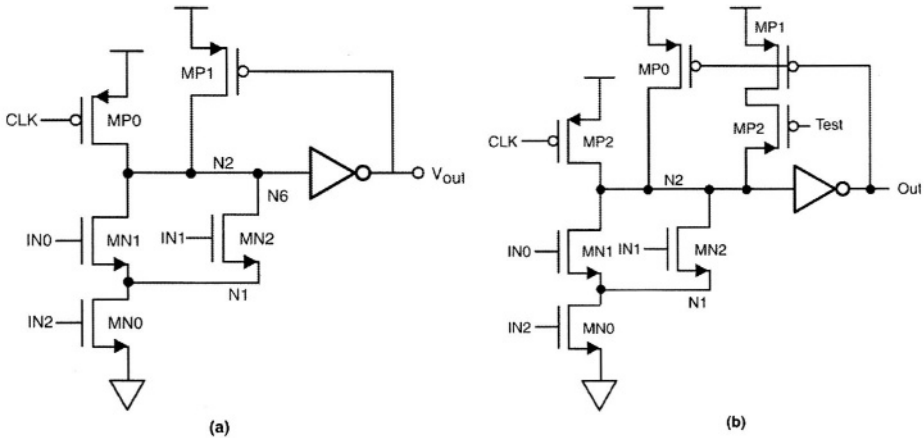 MP1
CLK
MP0
N2
N6
Vout
IN0
MN1
IN1
MN2
N1
IN2
MN0
(a)
MP1
MP0
CLK
MP2
MP2
Test
N2
Out
IN0
MN1
IN1
MN2
N1
IN2
MN0
(b)